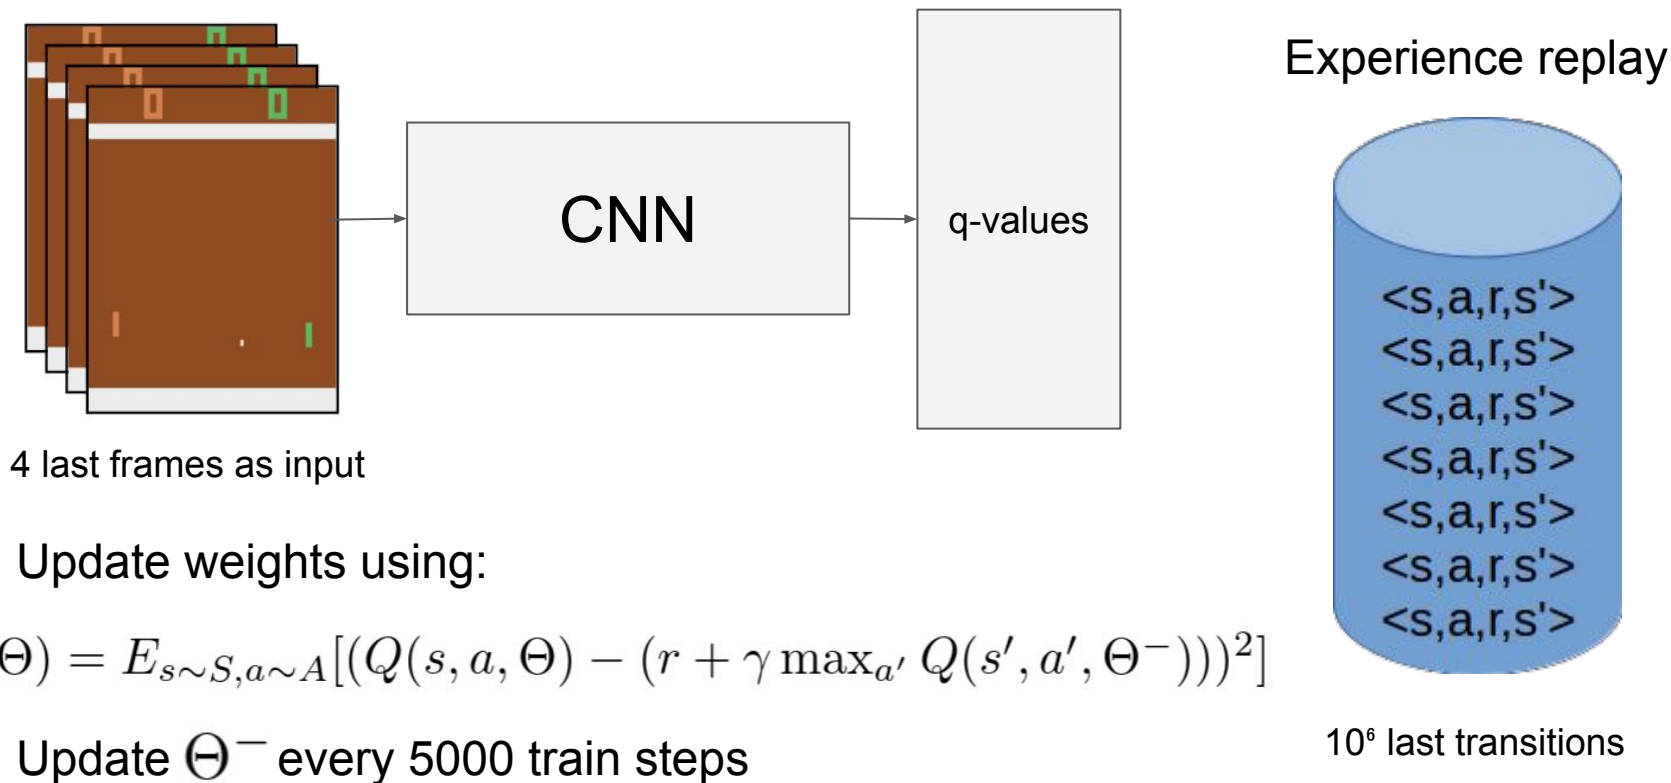 Experience replay
CNN
q-values
<s,a,r,s'>
<s,a,r,s'>
<s,a,r,s'>
<s,a,r,s'>
<s,a,r,s'>
<s,a,r,s'>
<s,a,r,s'>
4 last frames as input
Update weights using:
Θ) = E_{s∼S,a∼A}[(Q(s, a, Θ) − (r + γ max_{a′} Q(s′, a′, Θ⁻)))²]
Update Θ⁻ every 5000 train steps
10⁶ last transitions